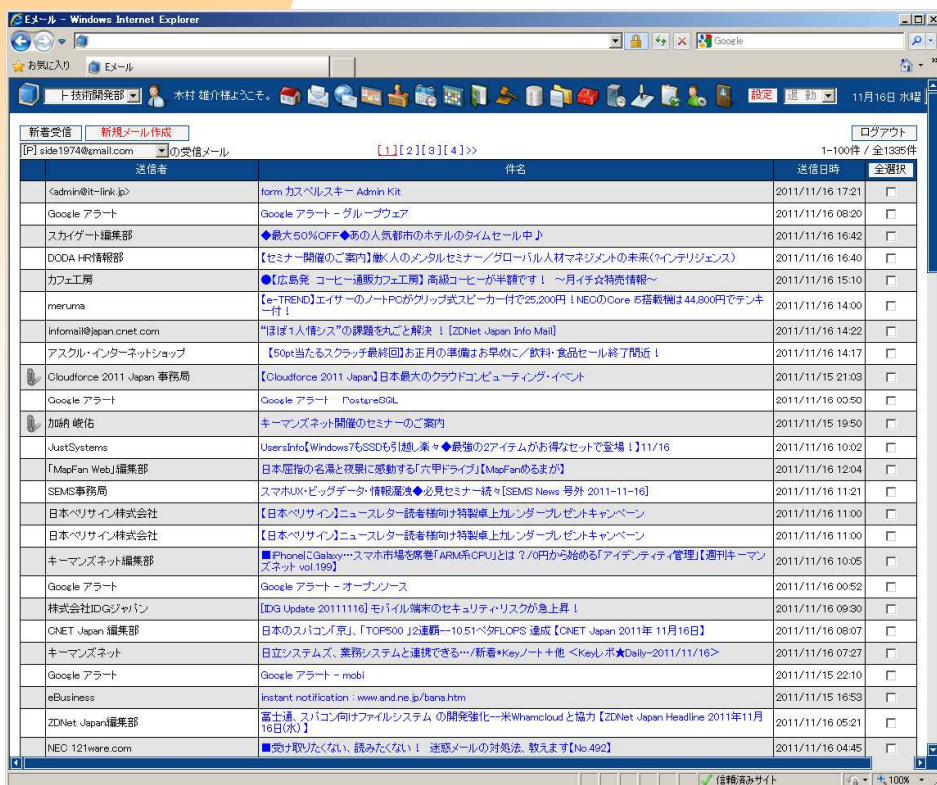 Eメール - Windows Internet Explorer
Google
お気に入り Eメール
ト技術開発部 木村 雄介様ようこそ。 設定 退 勤 11月16日 水曜
新着受信 新規メール作成 ログアウト
[P] side1974@gmail.com の受信メール [1][2][3][4]>> 1-100件 / 全1335件
送信者 件名 送信日時 全選択
<admin@it-link.jp> form カスペルスキー Admin Kit 2011/11/16 17:21
Google アラート Google アラート - グループウェア 2011/11/16 08:20
スカイゲート編集部 ◆最大50%OFF◆あの人気都市のホテルのタイムセール中♪ 2011/11/16 16:42
DODA HR情報部 【セミナー開催のご案内】働く人のメンタルセミナー／グローバル人材マネジメントの未来(?インテリジェンス) 2011/11/16 16:40
カフェ工房 ●【広島発 コーヒー通販カフェ工房】 高級コーヒーが半額です！ ～月イチ☆特売情報～ 2011/11/16 15:10
meruma 【e-TREND】エイサーのノートPCがクリップ式スピーカー付で25,200円！NECのCore i5搭載機は44,800円でテンキ
ー付！ 2011/11/16 14:00
infomail@japan.cnet.com "ほぼ1人情シス"の課題を丸ごと解決 ！[ZDNet Japan Info Mail] 2011/11/16 14:22
アスクル・インターネットショップ 【50pt当たるスクラッチ最終回】お正月の準備はお早めに／飲料・食品セール終了間近！ 2011/11/16 14:17
Cloudforce 2011 Japan 事務局 【Cloudforce 2011 Japan】日本最大のクラウドコンピューティング・イベント 2011/11/15 21:03
Google アラート Google アラート PostgreSQL 2011/11/16 00:50
加納 峻佑 キーマンズネット開催のセミナーのご案内 2011/11/15 19:50
JustSystems UsersInfo【Windows7もSSDも引越し楽々◆最強の2アイテムがお得なセットで登場！】11/16 2011/11/16 10:02
「MapFan Web」編集部 日本屈指の名湯と夜景に感動する「六甲ドライブ」【MapFanめるまが】 2011/11/16 12:04
SEMS事務局 スマホUX・ビッグデータ・情報漏洩◆必見セミナー続々[SEMS News 号外 2011-11-16] 2011/11/16 11:21
日本ベリサイン株式会社 【日本ベリサイン】ニュースレター読者様向け特製卓上カレンダープレゼントキャンペーン 2011/11/16 11:00
日本ベリサイン株式会社 【日本ベリサイン】ニュースレター読者様向け特製卓上カレンダープレゼントキャンペーン 2011/11/16 11:00
キーマンズネット編集部 ■iPhoneにGalaxy…スマホ市場を席巻「ARM系CPU」とは？/0円から始める「アイデンティティ管理」【週刊キーマン
ズネット vol.199】 2011/11/16 10:05
Google アラート Google アラート - オープンソース 2011/11/16 00:52
株式会社IDGジャパン [IDG Update 20111116] モバイル端末のセキュリティ・リスクが急上昇！ 2011/11/16 09:30
CNET Japan 編集部 日本のスパコン「京」、「TOP500 」2連覇--10.51ペタFLOPS 達成 【CNET Japan 2011年 11月16日】 2011/11/16 08:07
キーマンズネット 日立システムズ、業務システムと連携できる…/新着*Keyノート＋他 ＜Keyレポ★Daily-2011/11/16＞ 2011/11/16 07:27
Google アラート Google アラート - mobi 2011/11/15 22:10
eBusiness instant notification : www.and.ne.jp/bana.htm 2011/11/15 16:53
ZDNet Japan編集部 富士通、スパコン向けファイルシステム の開発強化--米Whamcloud と協力 【ZDNet Japan Headline 2011年11月
16日(水) 】 2011/11/16 05:21
NEC 121ware.com ■受け取りたくない、読みたくない！ 迷惑メールの対処法、教えます【No.492】 2011/11/16 04:45
信頼済みサイト 100%